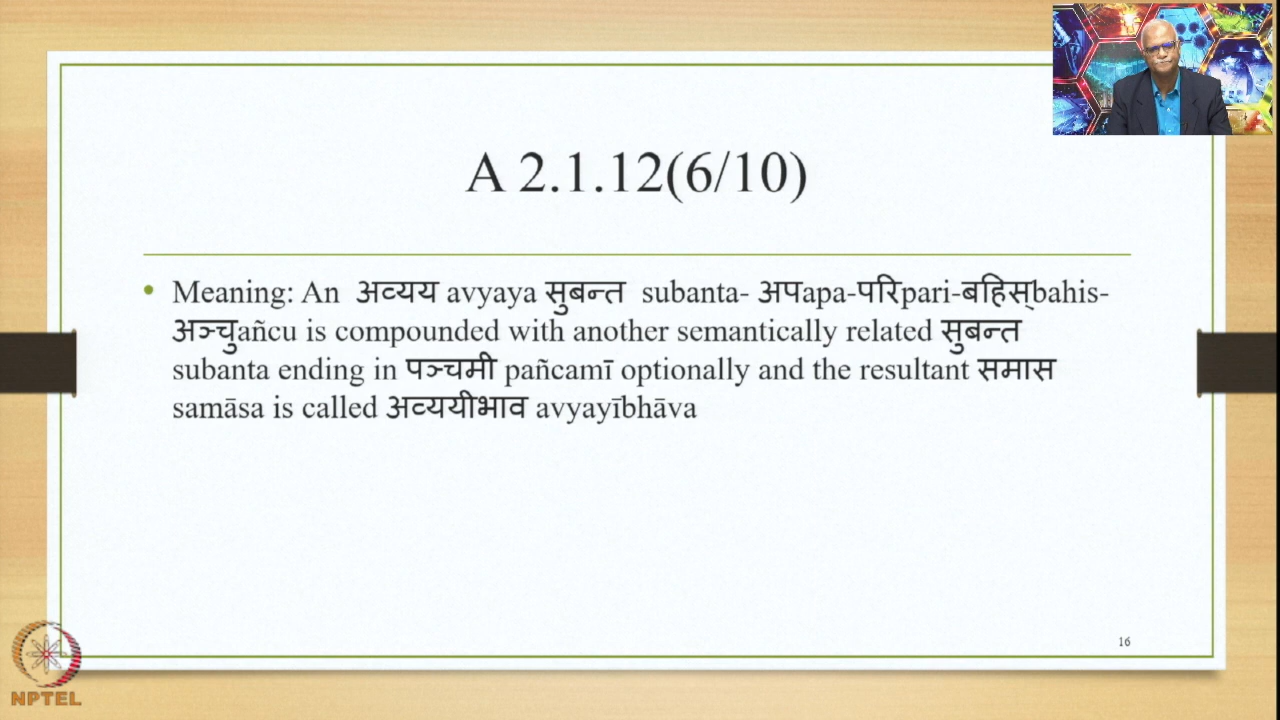 A 2.1.12(6/10)
• Meaning: An अव्यय avyaya सुबन्त subanta- अपapa-परिpari-बहिस्bahis-
अञ्चुañcu is compounded with another semantically related सुबन्त
subanta ending in पञ्चमी pañcamī optionally and the resultant समास
samāsa is called अव्ययीभाव avyayībhāva
16
NPTEL